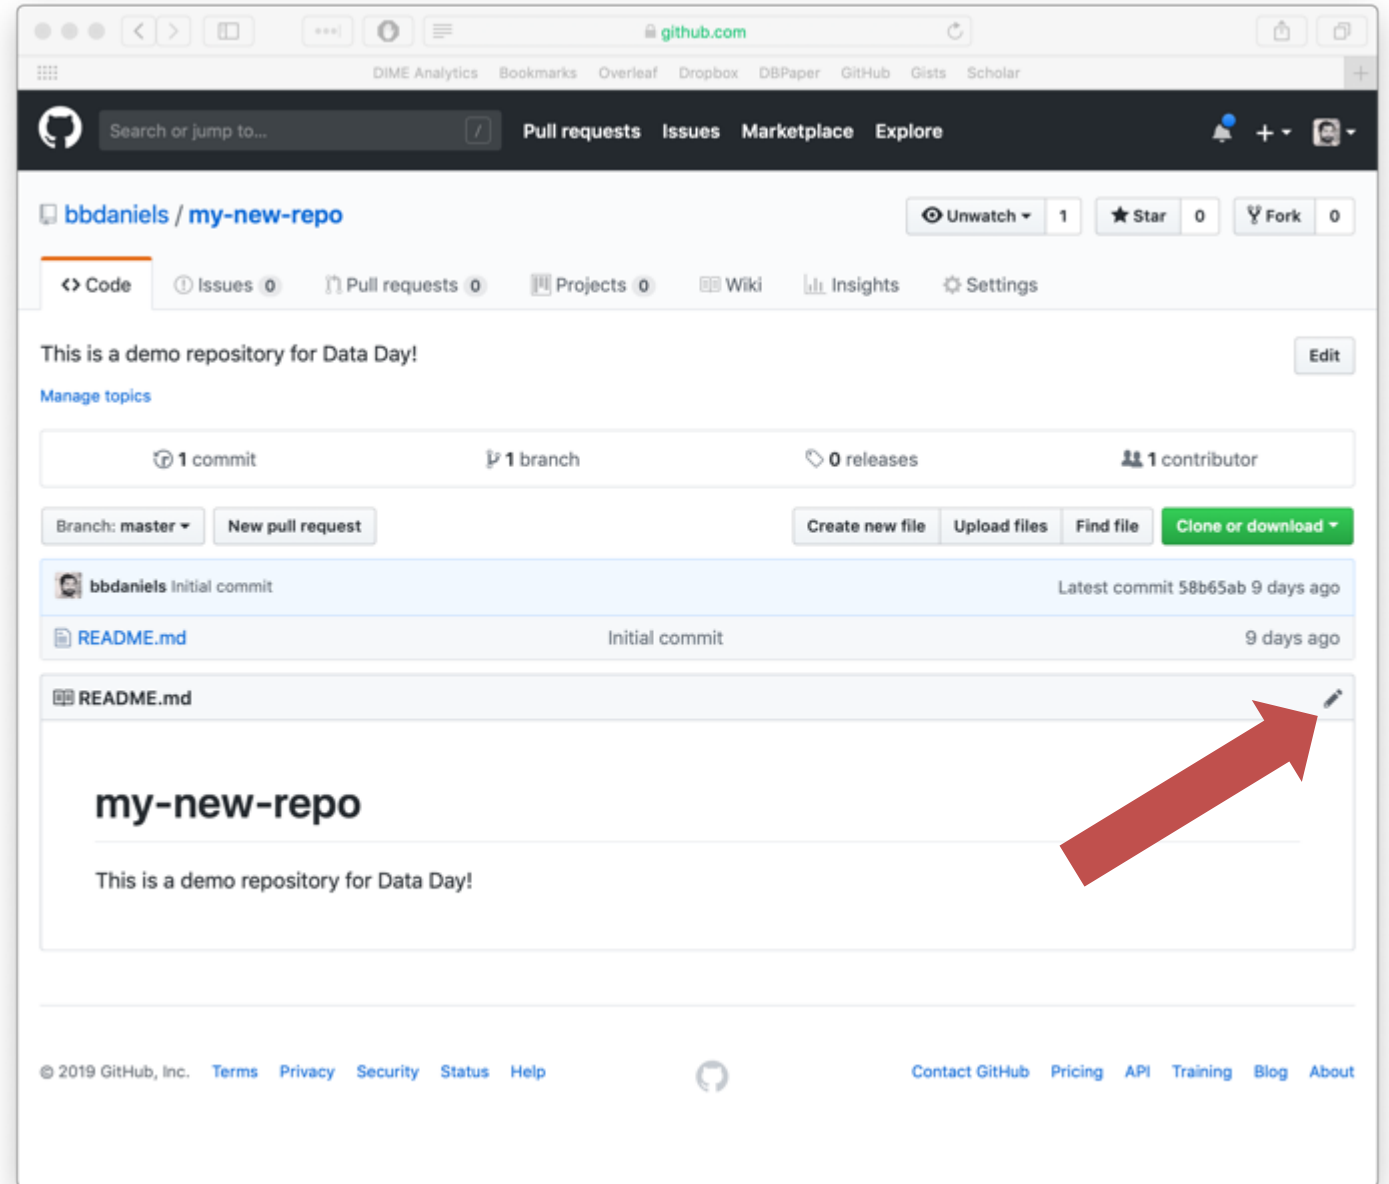 github.com
DIME Analytics Bookmarks Overleaf Dropbox DBPaper GitHub Gists Scholar
Search or jump to... / Pull requests Issues Marketplace Explore
bbdaniels / my-new-repo Unwatch 1 Star 0 Fork 0
<> Code Issues 0 Pull requests 0 Projects 0 Wiki Insights Settings
This is a demo repository for Data Day! Edit
Manage topics
1 commit 1 branch 0 releases 1 contributor
Branch: master New pull request Create new file Upload files Find file Clone or download
bbdaniels Initial commit Latest commit 58b65ab 9 days ago
README.md Initial commit 9 days ago
README.md
my-new-repo
This is a demo repository for Data Day!
© 2019 GitHub, Inc. Terms Privacy Security Status Help Contact GitHub Pricing API Training Blog About